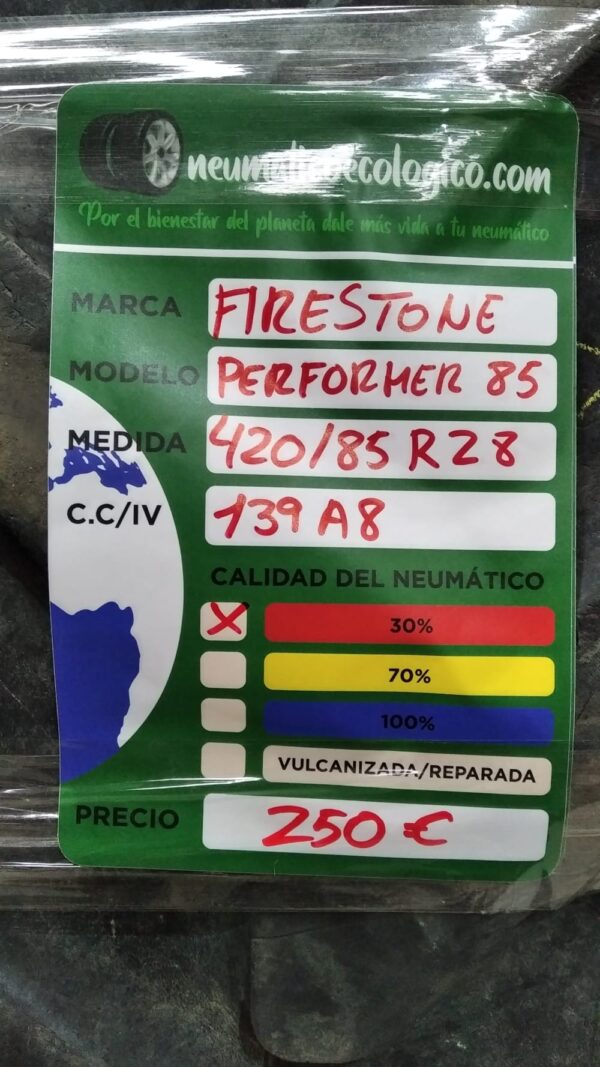 neumaticoecologico.com
Por el bienestar del planeta dale más vida a tu neumático
MARCA FIRESTONE
MODELO PERFORMER 85
MEDIDA 420/85 R28
C.C/IV 139 A8
CALIDAD DEL NEUMÁTICO
X 30%
70%
100%
VULCANIZADA/REPARADA
PRECIO 250 €